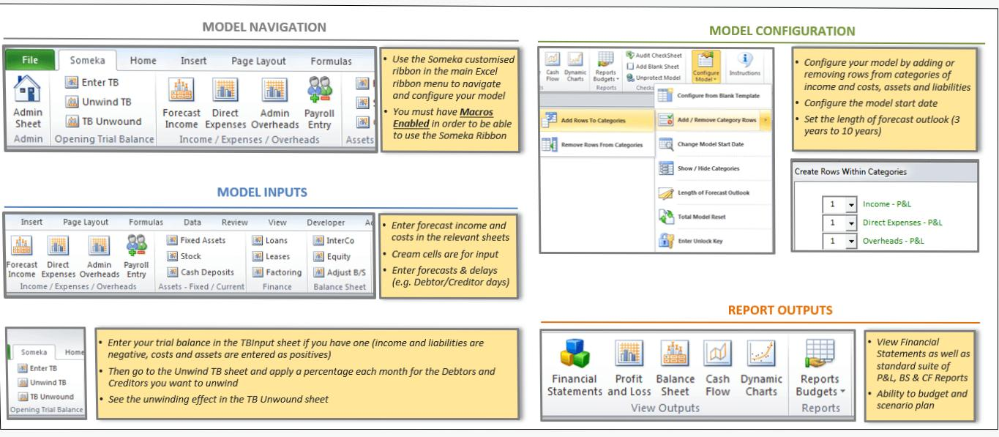 MODEL NAVIGATION
File Someka Home Insert Page Layout Formulas
Enter TB
Unwind TB
TB Unwound
Admin Sheet
Forecast Income
Direct Expenses
Admin Overheads
Payroll Entry
Admin Opening Trial Balance Income / Expenses / Overheads Assets
• Use the Someka customised
ribbon in the main Excel
ribbon menu to navigate
and configure your model
• You must have Macros
Enabled in order to be able
to use the Someka Ribbon
MODEL INPUTS
Insert Page Layout Formulas Data Review View Developer
Forecast Income
Direct Expenses
Admin Overheads
Payroll Entry
Fixed Assets
Stock
Cash Deposits
Loans
Leases
Factoring
InterCo
Equity
Adjust B/S
Income / Expenses / Overheads Assets - Fixed / Current Finance Balance Sheet
• Enter forecast income and
costs in the relevant sheets
• Cream cells are for input
• Enter forecasts & delays
(e.g. Debtor/Creditor days)
Someka Home
Enter TB
Unwind TB
TB Unwound
Opening Trial Balance
• Enter your trial balance in the TBInput sheet if you have one (income and liabilities are
negative, costs and assets are entered as positives)
• Then go to the Unwind TB sheet and apply a percentage each month for the Debtors and
Creditors you want to unwind
• See the unwinding effect in the TB Unwound sheet
MODEL CONFIGURATION
Cash Flow
Dynamic Charts
Reports Budgets
Audit CheckSheet
Add Blank Sheet
Unprotect Model
Configure Model
Instructions
Reports Checks
Configure from Blank Template
Add Rows To Categories
Add / Remove Category Rows
Remove Rows From Categories
Change Model Start Date
Show / Hide Categories
Length of Forecast Outlook
Total Model Reset
Enter Unlock Key
• Configure your model by adding or
removing rows from categories of
income and costs, assets and liabilities
• Configure the model start date
• Set the length of forecast outlook (3
years to 10 years)
Create Rows Within Categories
1 Income - P&L
1 Direct Expenses - P&L
1 Overheads - P&L
REPORT OUTPUTS
Financial Statements
Profit and Loss
Balance Sheet
Cash Flow
Dynamic Charts
Reports Budgets
View Outputs Reports
• View Financial
Statements as well as
standard suite of
P&L, BS & CF Reports
• Ability to budget and
scenario plan